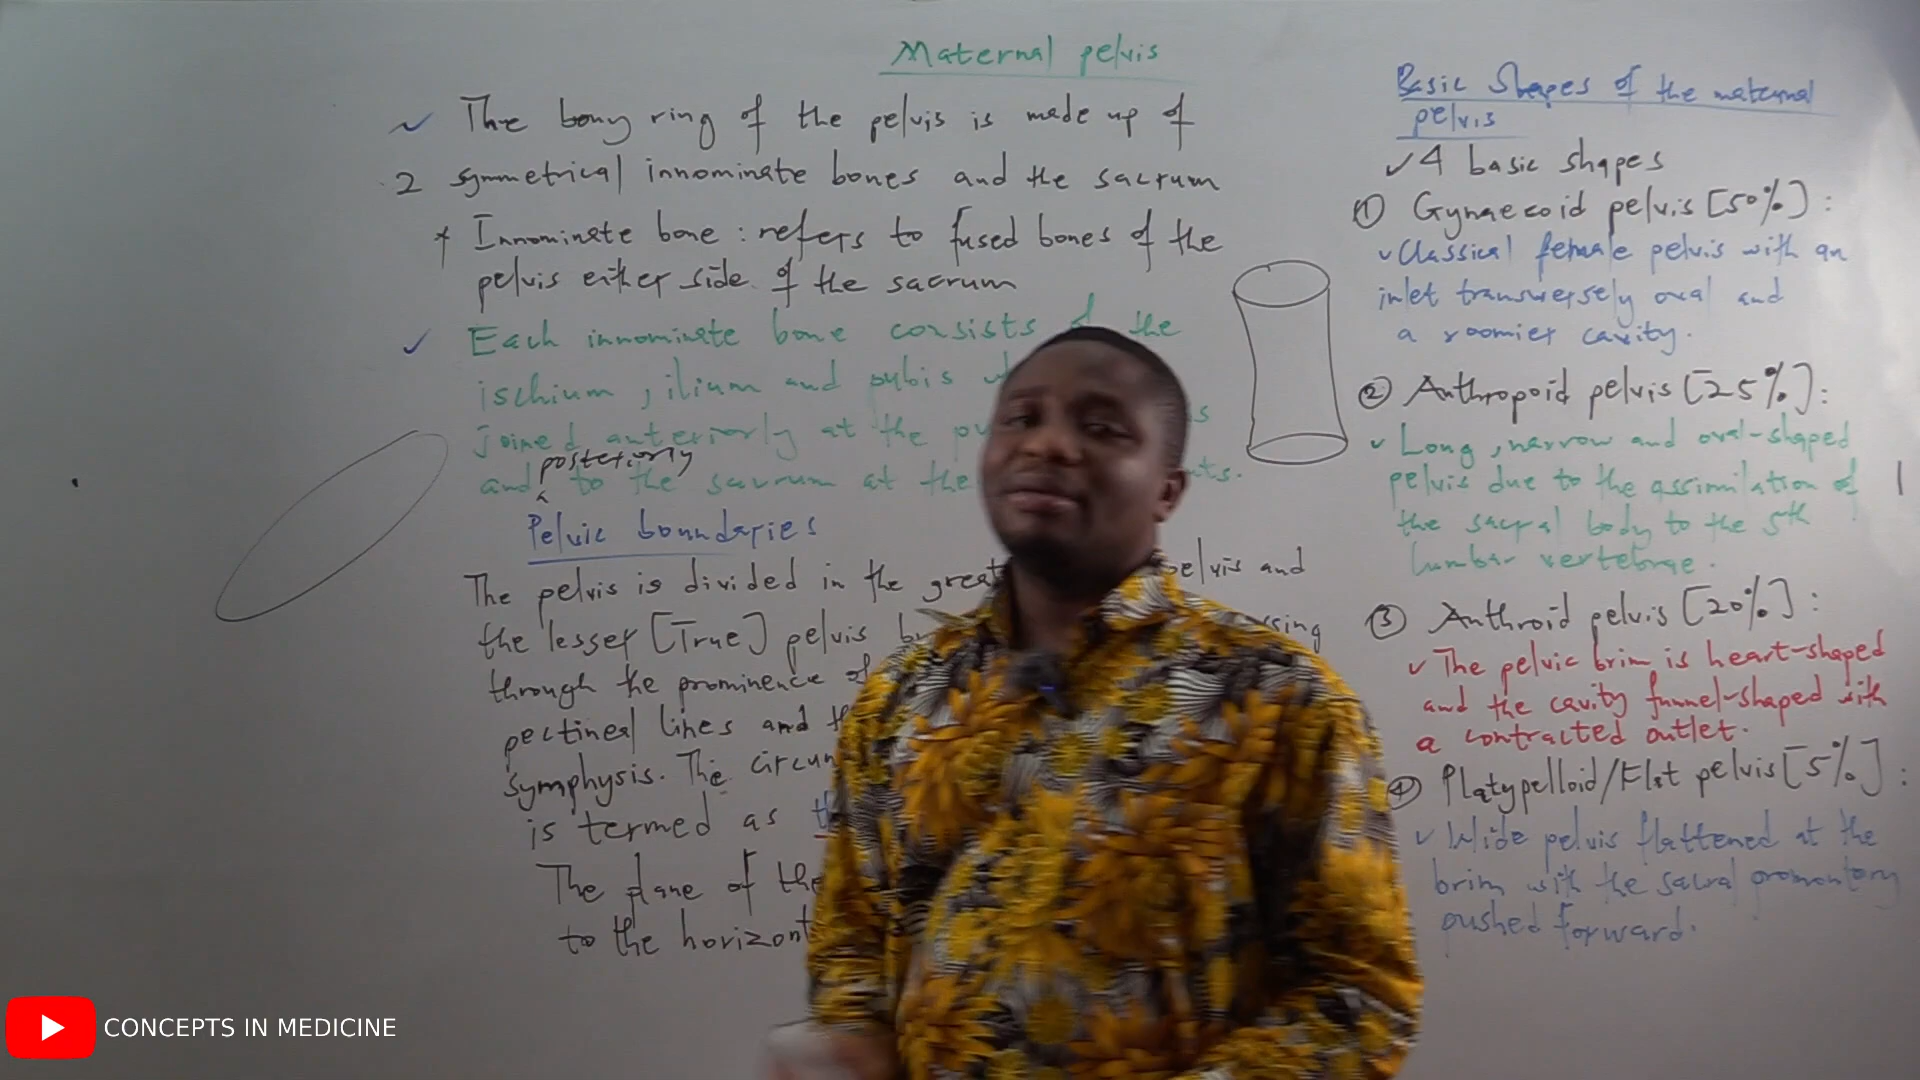 Maternal pelvis
The bony ring of the pelvis is made up of
2 symmetrical innominate bones and the sacrum
* Innominate bone : refers to fused bones of the
pelvis either side of the sacrum
Each innominate bone consists of the
ischium, ilium and pubis
joined anteriorly at the
posteriorly
and to the sacrum at the
Pelvic boundaries
The pelvis is divided in the pelvis and
the lesser [True] pelvis
through the prominence of
pectineal lines and
symphysis. The
is termed as
The plane of the
to the
Basic Shapes of the maternal
pelvis
✓ 4 basic shapes
① Gynaecoid pelvis [50%] :
✓ Classical female pelvis with an
inlet transversely oval and
a roomier cavity.
② Anthropoid pelvis [25%] :
✓ Long, narrow and oval-shaped
pelvis due to the assimilation of
the sacral body to the 5th
lumbar vertebrae.
③ Anthroid pelvis [20%] :
✓ The pelvic brim is heart-shaped
and the cavity funnel-shaped with
a contracted outlet.
④ Platypelloid/Flat pelvis [5%] :
✓ Wide pelvis flattened at the
brim with the sacral promontory
pushed forward.
CONCEPTS IN MEDICINE